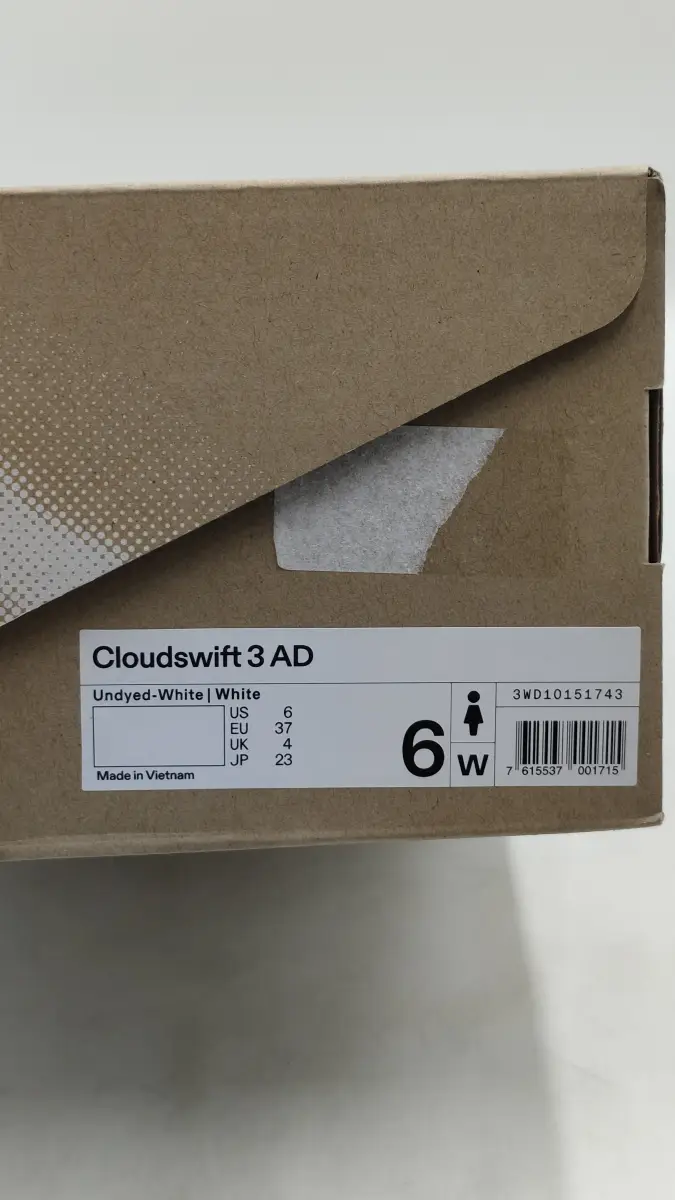 Cloudswift 3 AD
Undyed-White | White
US 6
EU 37
UK 4
JP 23
Made in Vietnam
6
W
3WD10151743
7 615537 001715